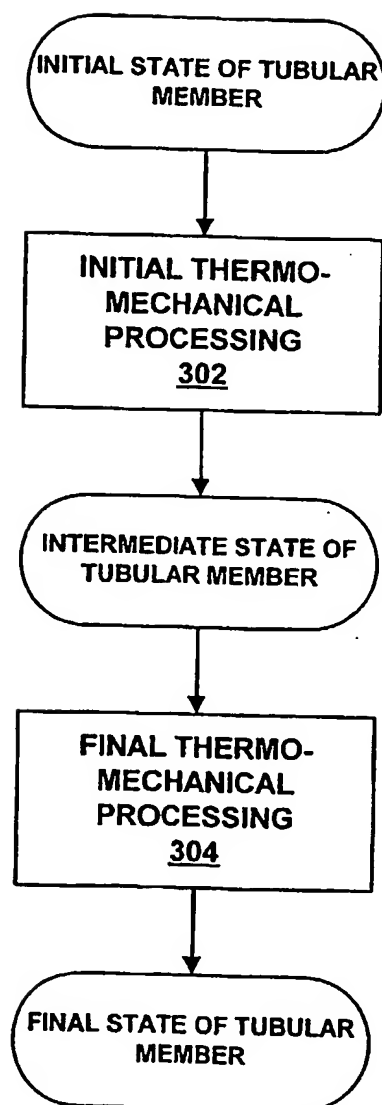 INITIAL STATE OF TUBULAR
MEMBER
INITIAL THERMO-
MECHANICAL
PROCESSING
302
INTERMEDIATE STATE OF
TUBULAR MEMBER
FINAL THERMO-
MECHANICAL
PROCESSING
304
FINAL STATE OF TUBULAR
MEMBER